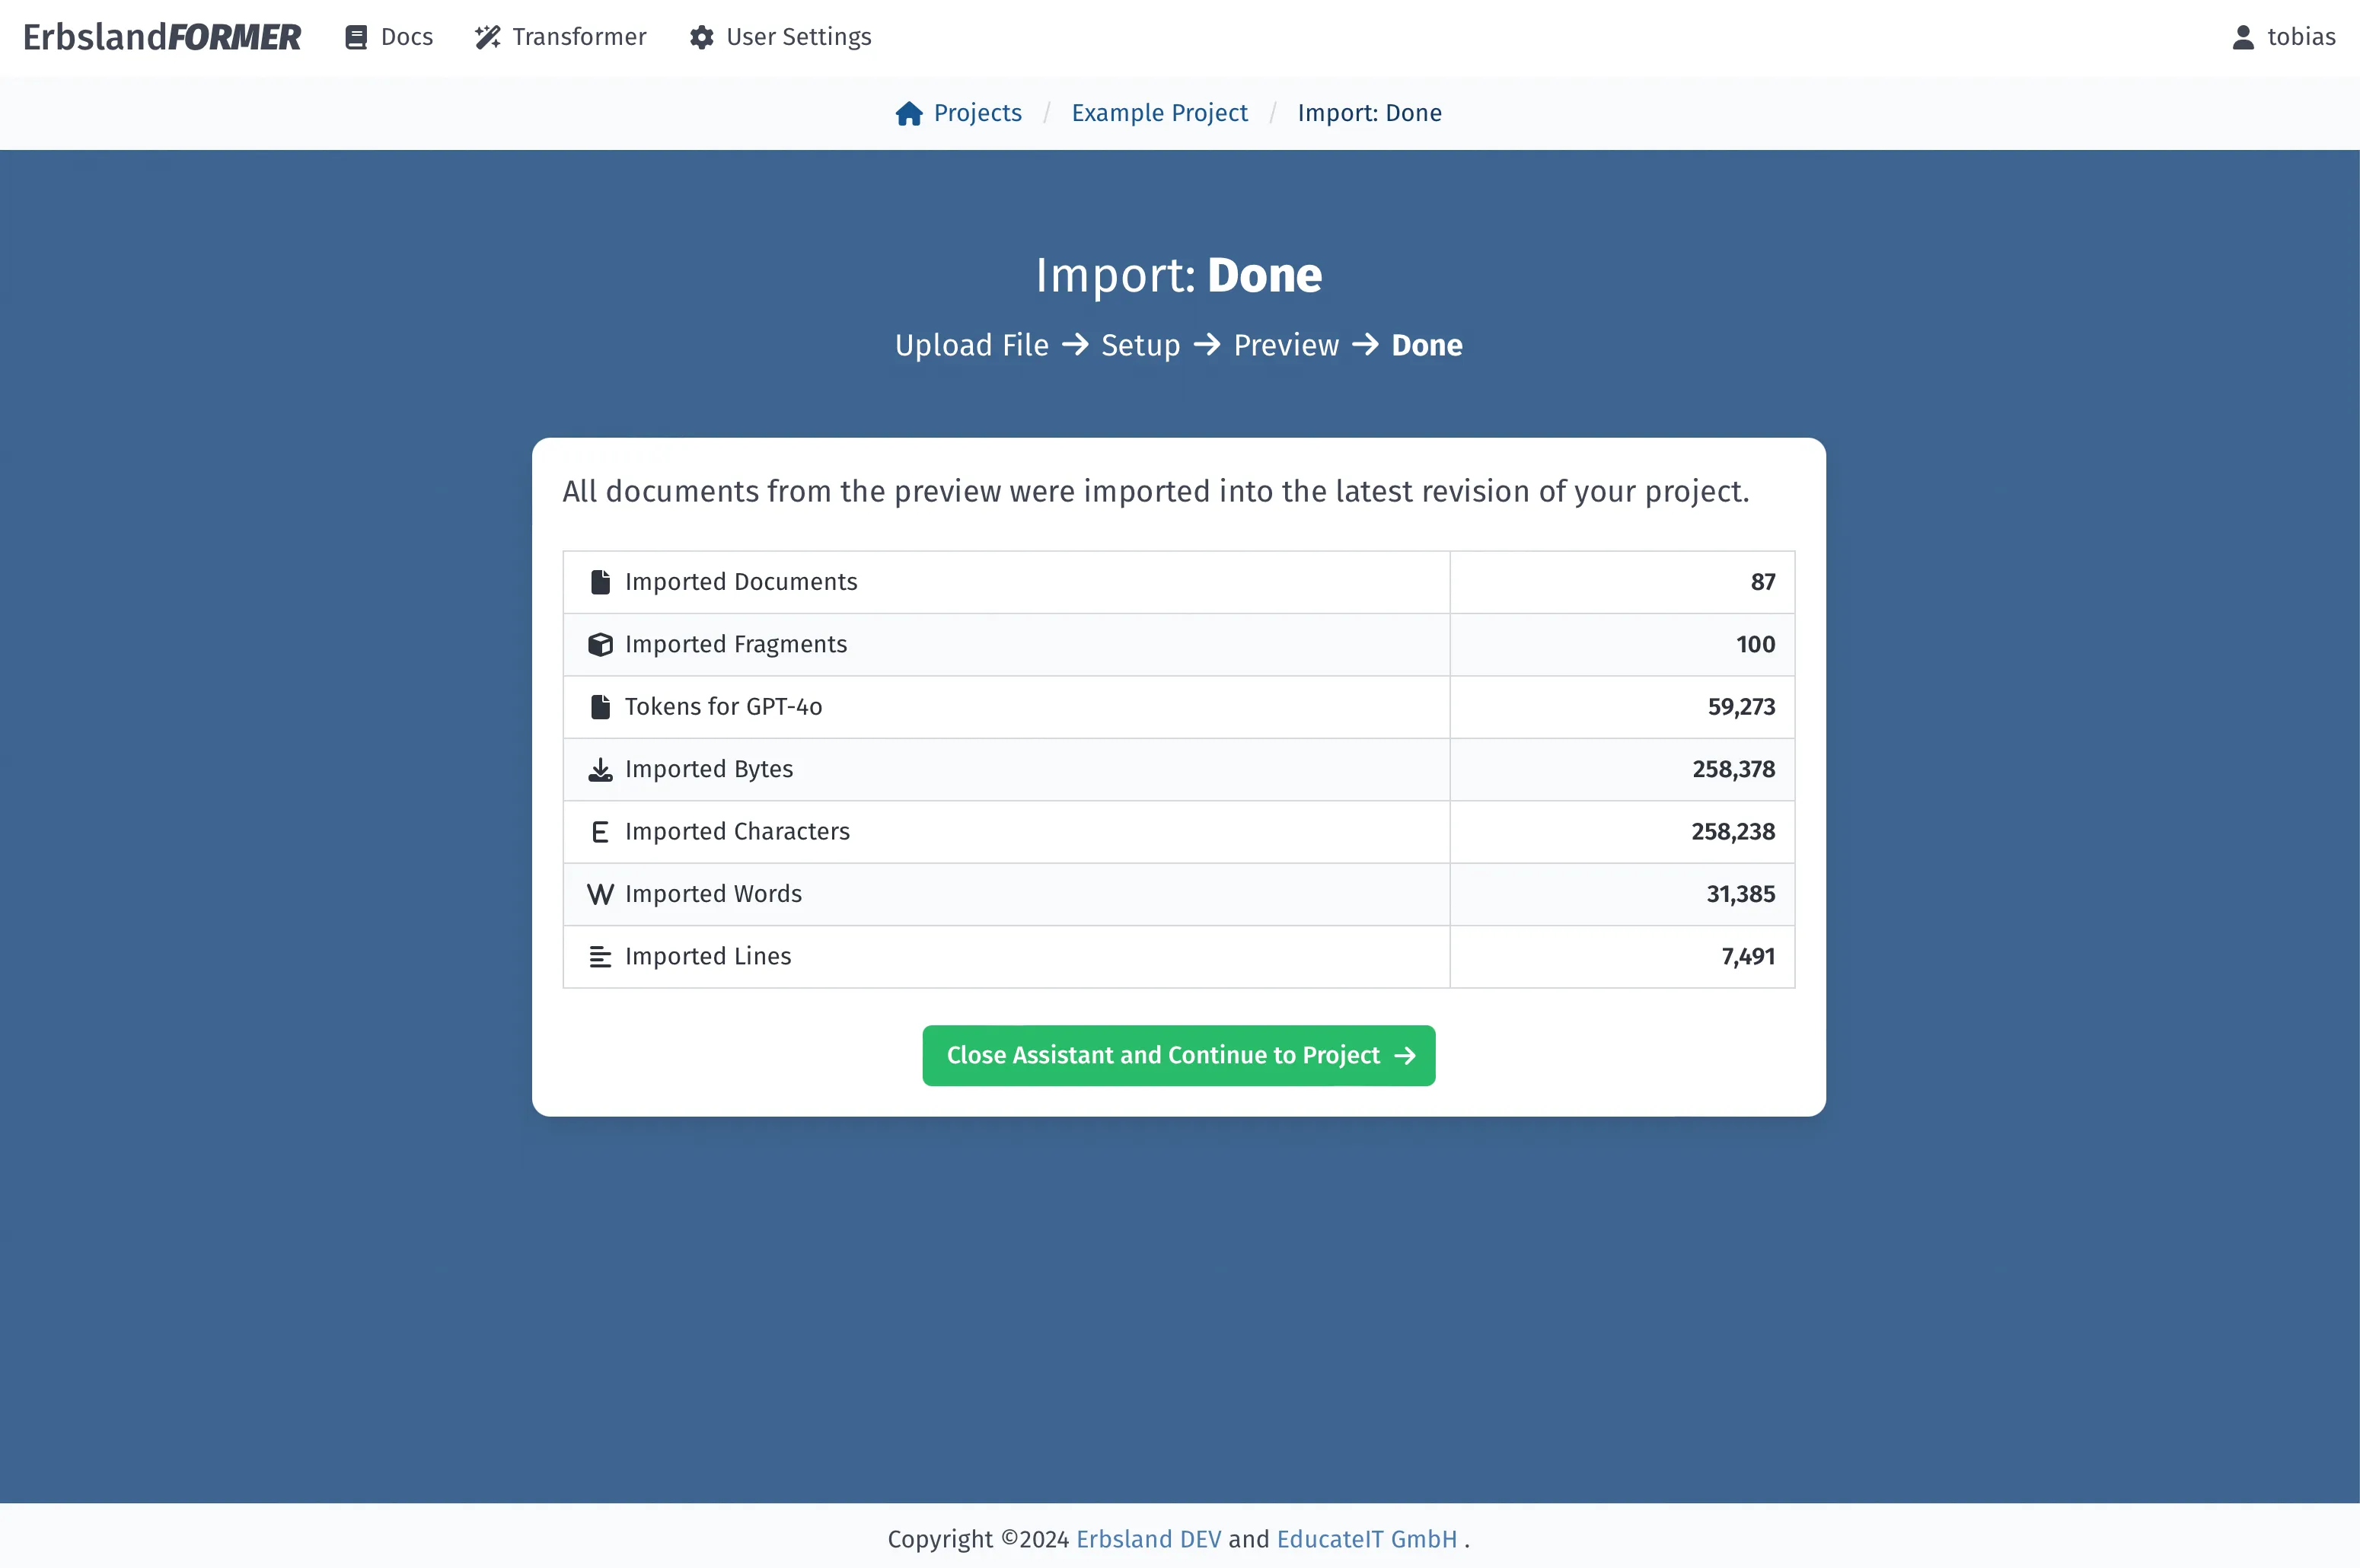 ErbslandFORMER Docs Transformer User Settings tobias
Projects / Example Project / Import: Done
Import: Done
Upload File → Setup → Preview → Done
All documents from the preview were imported into the latest revision of your project.
Imported Documents 87
Imported Fragments 100
Tokens for GPT-4o 59,273
Imported Bytes 258,378
E Imported Characters 258,238
W Imported Words 31,385
Imported Lines 7,491
Close Assistant and Continue to Project →
Copyright ©2024 Erbsland DEV and EducateIT GmbH .